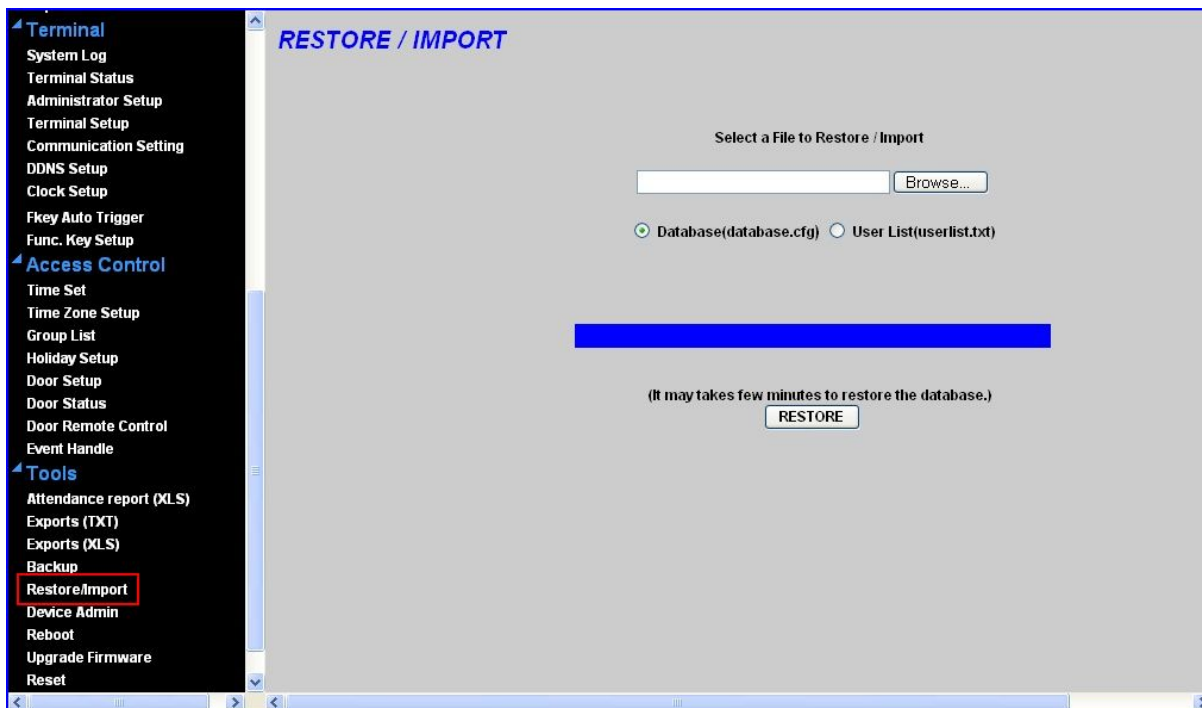 Terminal
System Log
Terminal Status
Administrator Setup
Terminal Setup
Communication Setting
DDNS Setup
Clock Setup
Fkey Auto Trigger
Func. Key Setup
Access Control
Time Set
Time Zone Setup
Group List
Holiday Setup
Door Setup
Door Status
Door Remote Control
Event Handle
Tools
Attendance report (XLS)
Exports (TXT)
Exports (XLS)
Backup
Restore/Import
Device Admin
Reboot
Upgrade Firmware
Reset
RESTORE / IMPORT
Select a File to Restore / Import
Browse...
Database(database.cfg) User List(userlist.txt)
(It may takes few minutes to restore the database.)
RESTORE